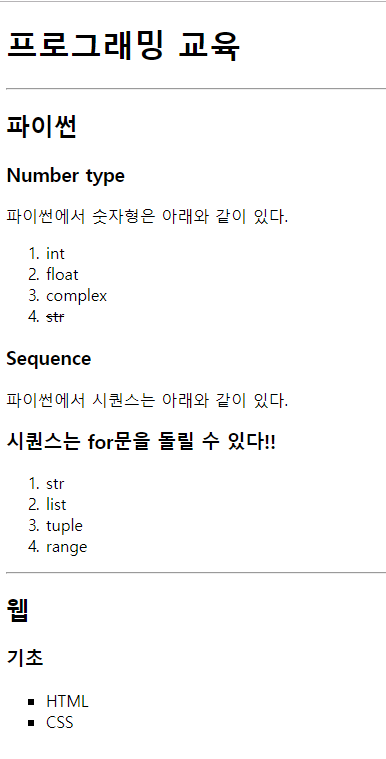 프로그래밍 교육
파이썬
Number type
파이썬에서 숫자형은 아래와 같이 있다.
1. int
2. float
3. complex
4. str
Sequence
파이썬에서 시퀀스는 아래와 같이 있다.
시퀀스는 for문을 돌릴 수 있다!!
1. str
2. list
3. tuple
4. range
웹
기초
▪ HTML
▪ CSS